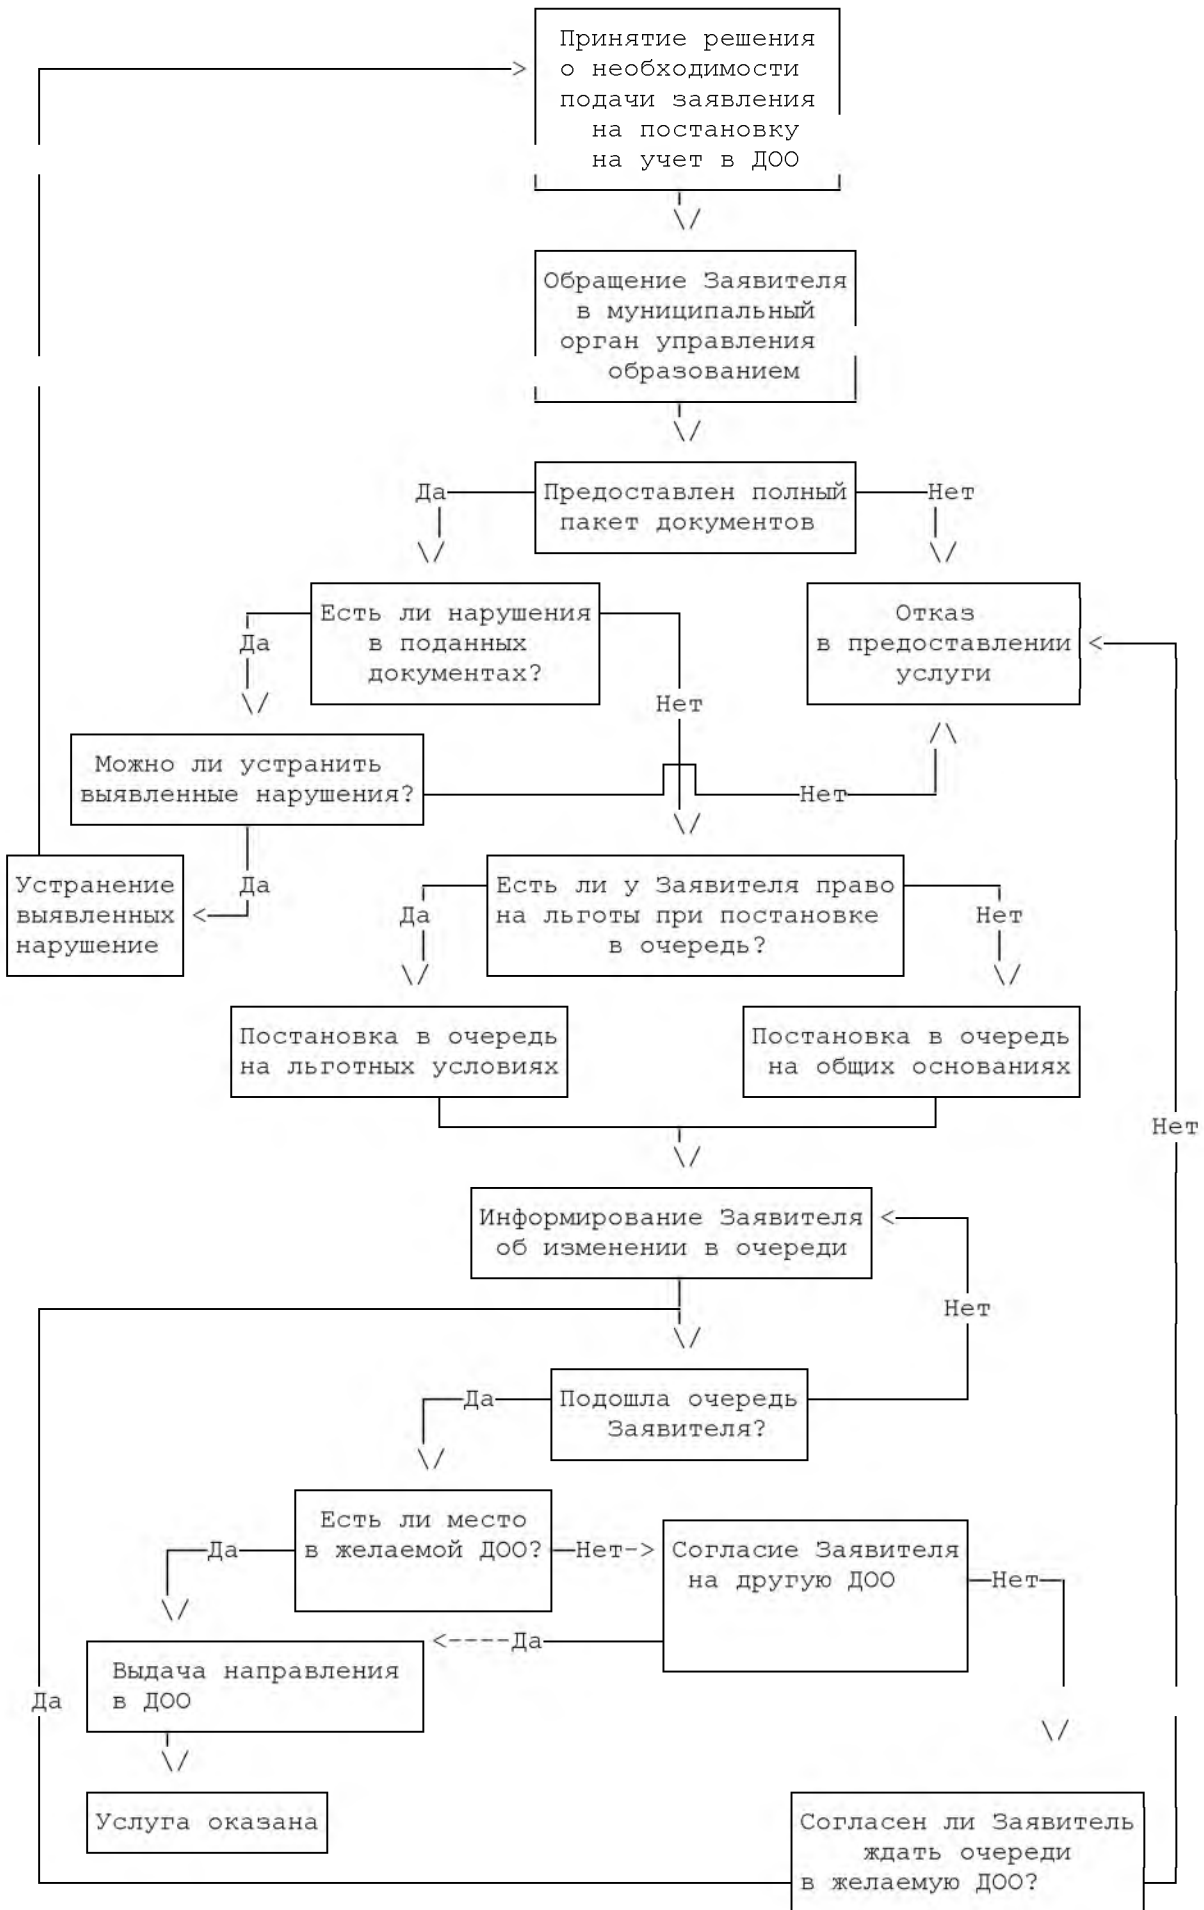 Принятие решения
о необходимости
подачи заявления
на постановку
на учет в ДОО
Обращение Заявителя
в муниципальный
орган управления
образованием
Да
Предоставлен полный
пакет документов
Нет
Есть ли нарушения
в поданных
документах?
Да
Нет
Отказ
в предоставлении
услуги
Можно ли устранить
выявленные нарушения?
Нет
Да
Устранение
выявленных
нарушение
Есть ли у Заявителя право
на льготы при постановке
в очередь?
Да
Нет
Постановка в очередь
на льготных условиях
Постановка в очередь
на общих основаниях
Нет
Информирование Заявителя
об изменении в очереди
Нет
Да
Подошла очередь
Заявителя?
Есть ли место
в желаемой ДОО?
Да
Нет
Согласие Заявителя
на другую ДОО
Нет
Да
Выдача направления
в ДОО
Да
Услуга оказана
Согласен ли Заявитель
ждать очереди
в желаемую ДОО?